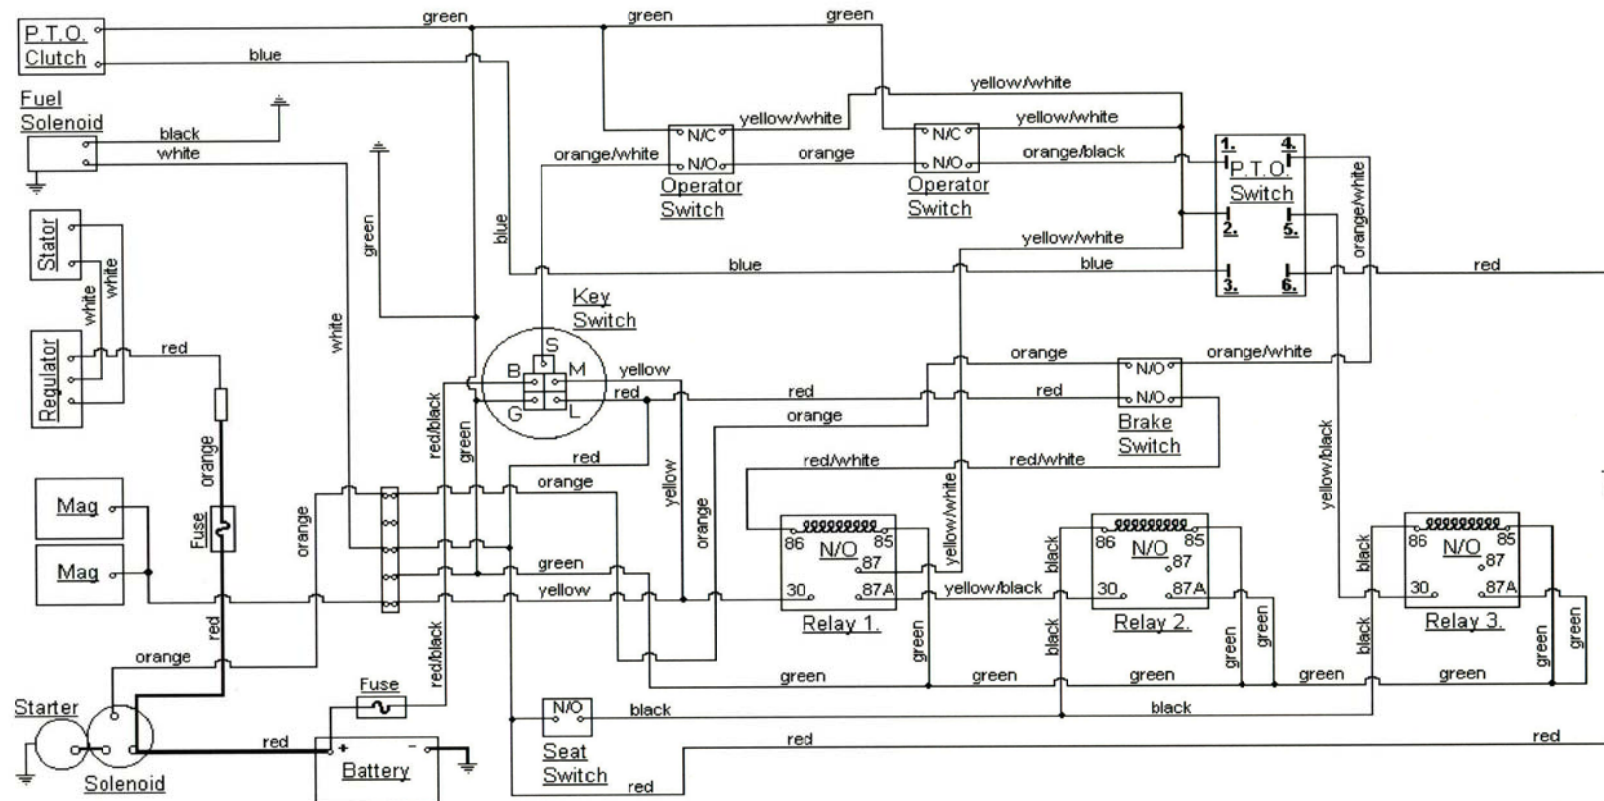 green green green
P.T.O.
Clutch
blue
Fuel
Solenoid
black
white
yellow/white
yellow/white
yellow/white
N/C
N/C
orange/white
N/O
orange
N/O
orange/black
Operator
Switch
Operator
Switch
1. 4.
P.T.O.
Switch
2. 5.
3. 6.
orange/white
Stator
white
white
green
blue
yellow/white
blue
blue
red
Key
Switch
Regulator
red
white
S
B M
G L
yellow
red
red/black
green
orange
N/O
orange/white
red
red
N/O
Brake
Switch
orange
red
red/white
red/white
yellow/black
orange
Mag
Mag
Fuse
orange
orange
yellow
orange
yellow/white
green
yellow
86 85
N/O
87
30 87A
Relay 1.
yellow/black
black
86 85
N/O
87
30 87A
Relay 2.
black
86 85
N/O
87
30 87A
Relay 3.
red
orange
red/black
green
black
green
green
black
green
green
green
green
green
green
green
Starter
Solenoid
red
Fuse
+ -
Battery
N/O
Seat
Switch
black
black
red
red
red